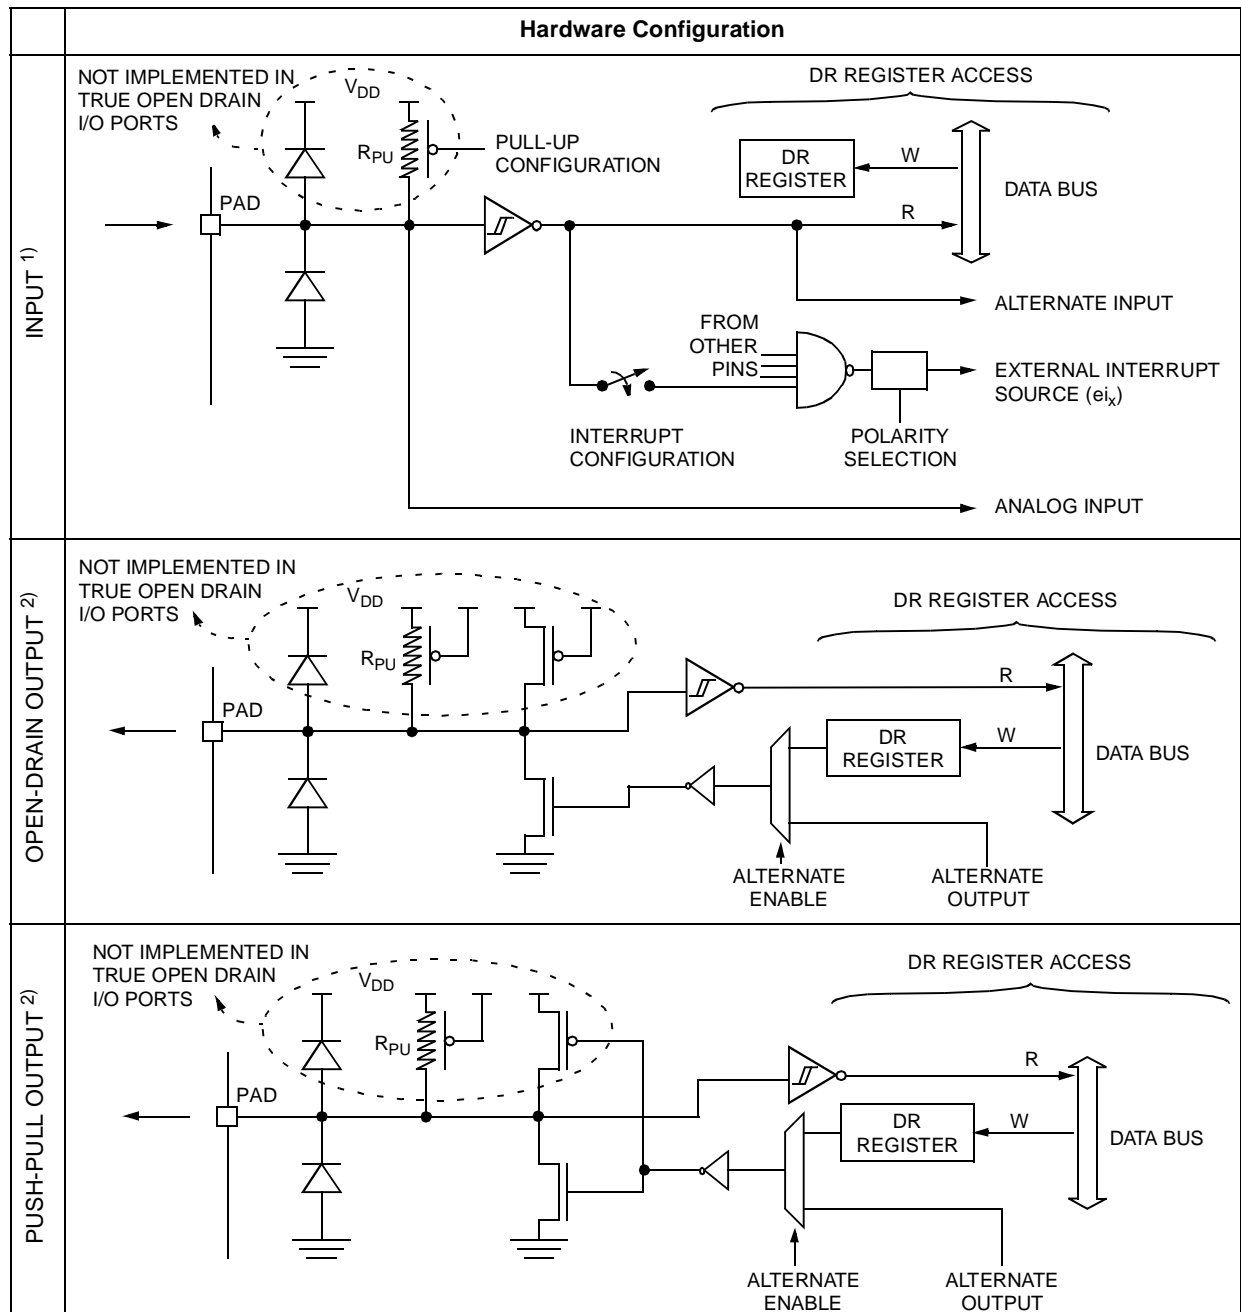 Hardware Configuration
INPUT 1)
NOT IMPLEMENTED IN
TRUE OPEN DRAIN
I/O PORTS
VDD
RPU
PULL-UP
CONFIGURATION
PAD
DR REGISTER ACCESS
DR
REGISTER
W
R
DATA BUS
ALTERNATE INPUT
FROM
OTHER
PINS
EXTERNAL INTERRUPT
SOURCE (eix)
INTERRUPT
CONFIGURATION
POLARITY
SELECTION
ANALOG INPUT
OPEN-DRAIN OUTPUT 2)
NOT IMPLEMENTED IN
TRUE OPEN DRAIN
I/O PORTS
VDD
RPU
PAD
DR REGISTER ACCESS
R
DR
REGISTER
W
DATA BUS
ALTERNATE
ENABLE
ALTERNATE
OUTPUT
PUSH-PULL OUTPUT 2)
NOT IMPLEMENTED IN
TRUE OPEN DRAIN
I/O PORTS
VDD
RPU
PAD
DR REGISTER ACCESS
R
DR
REGISTER
W
DATA BUS
ALTERNATE
ENABLE
ALTERNATE
OUTPUT